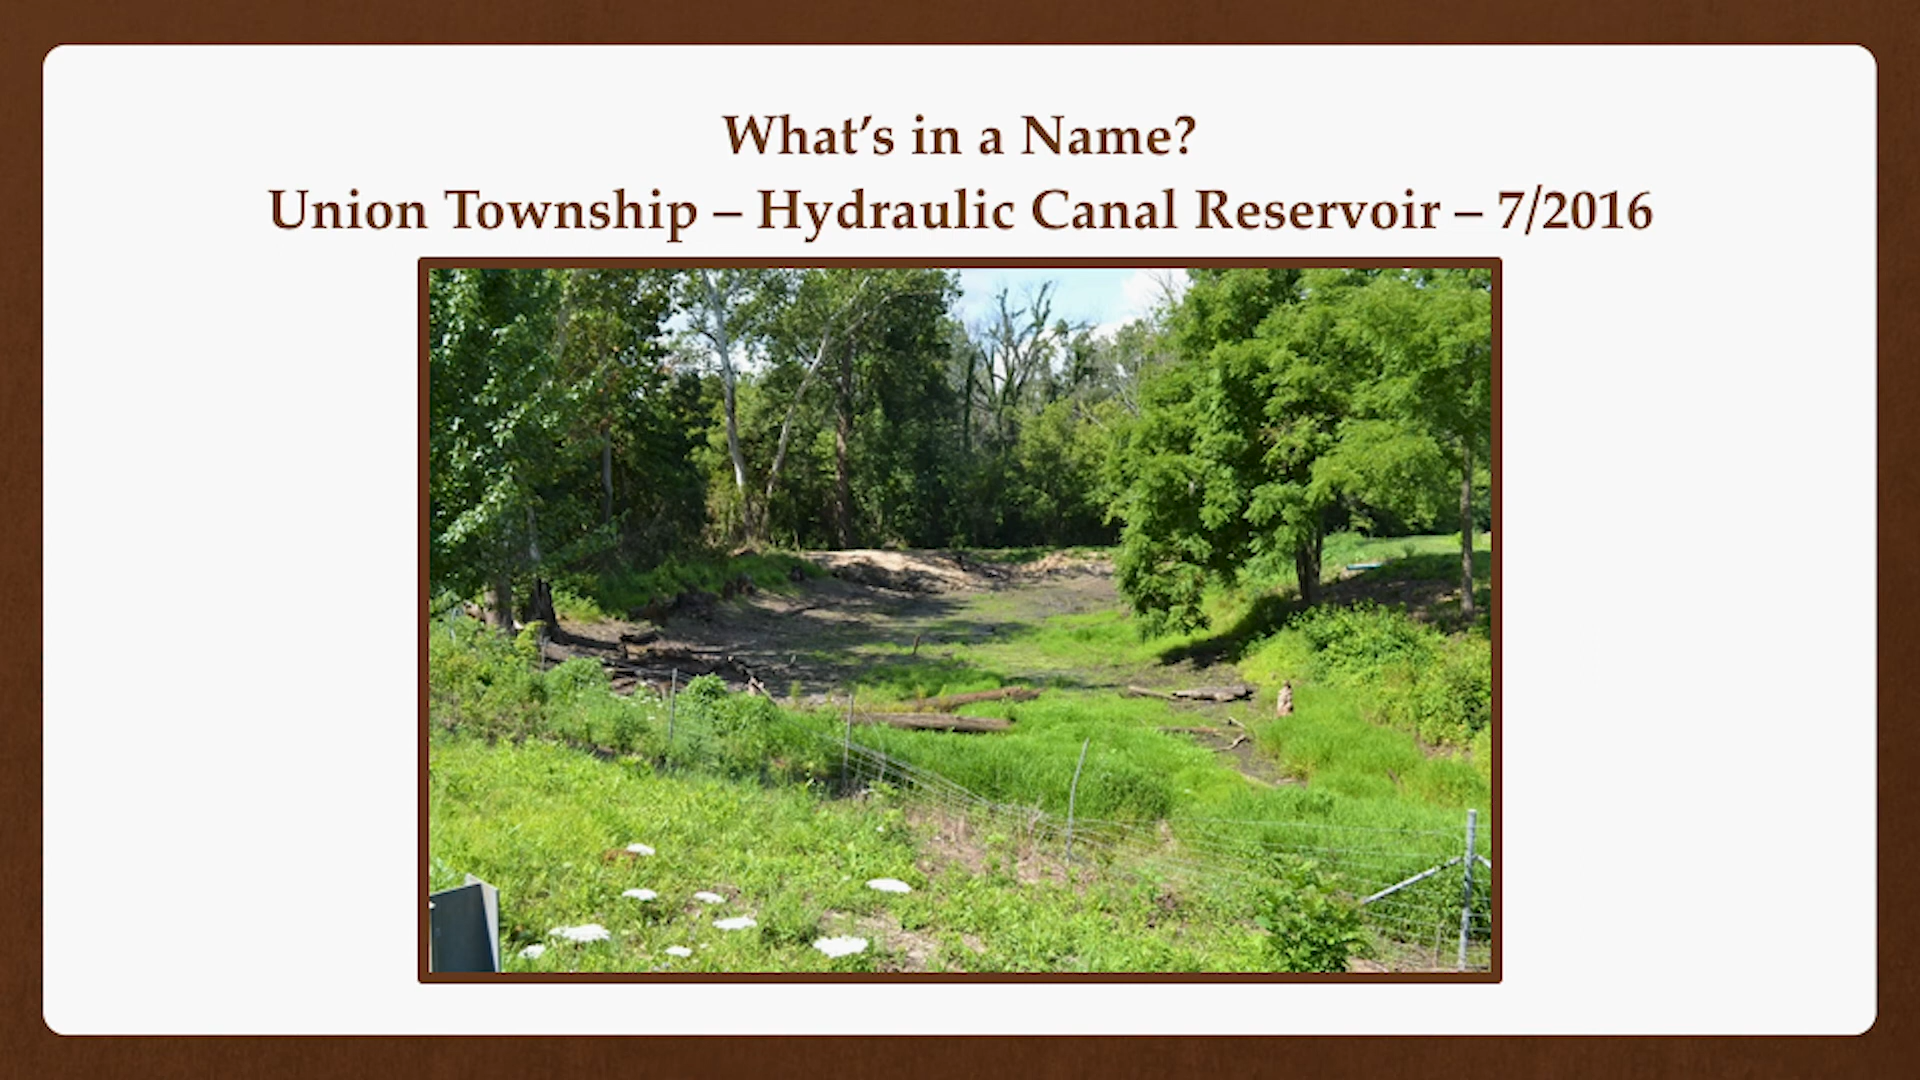 What’s in a Name?
Union Township – Hydraulic Canal Reservoir – 7/2016